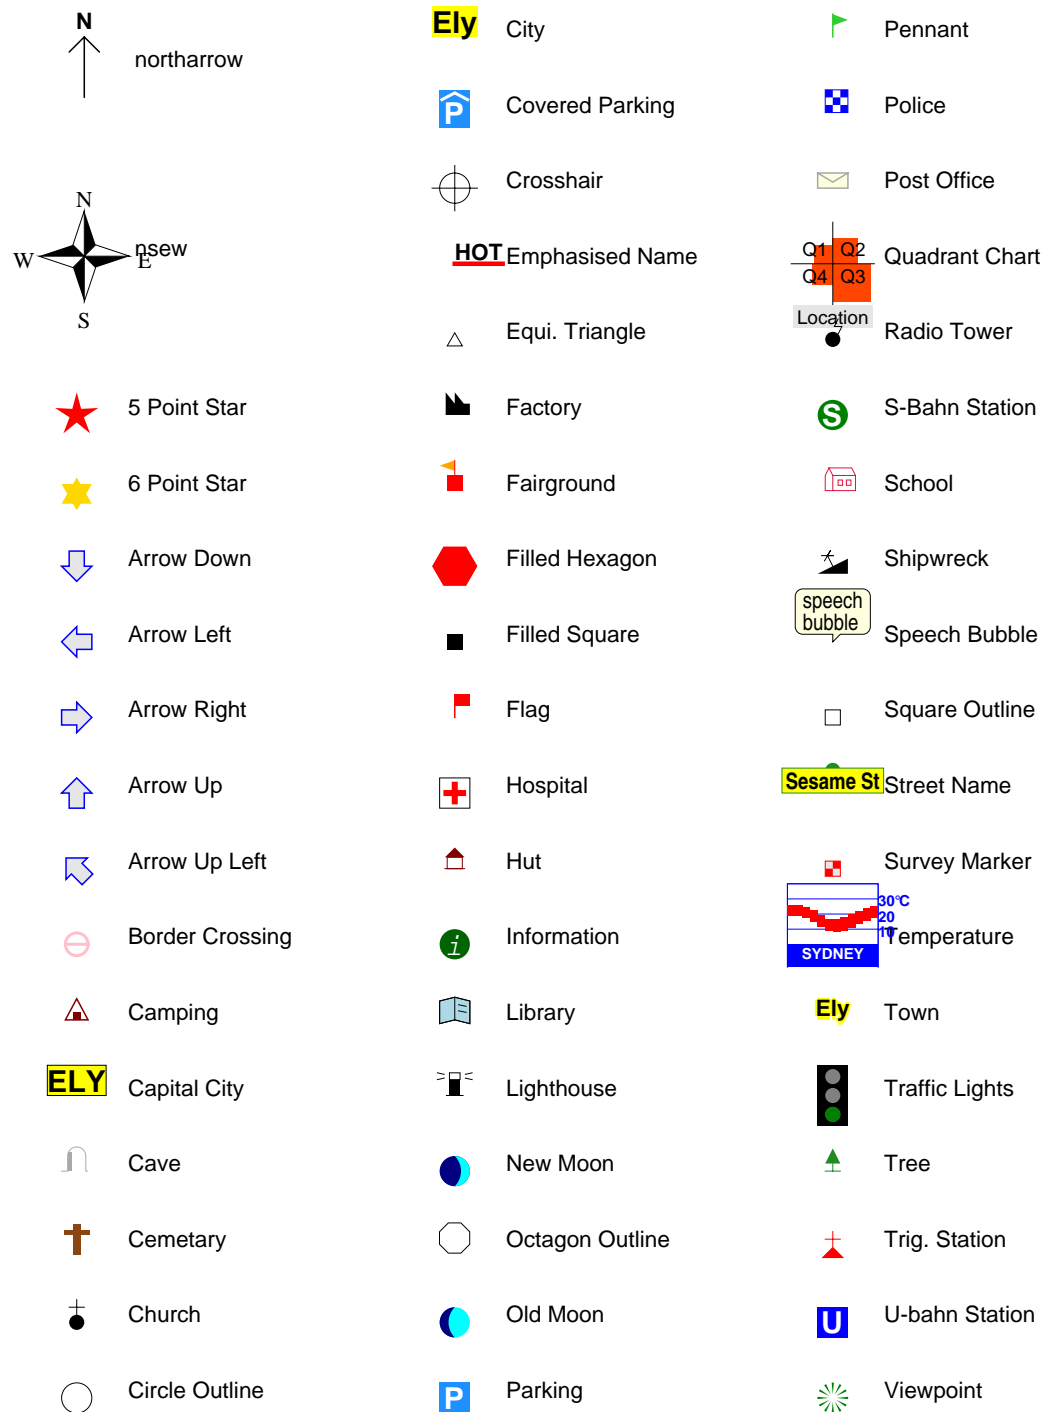 N
northarrow
N
W
nsew
E
S
5 Point Star
6 Point Star
Arrow Down
Arrow Left
Arrow Right
Arrow Up
Arrow Up Left
Border Crossing
Camping
ELY
Capital City
Cave
Cemetary
Church
Circle Outline
Ely
City
P
Covered Parking
Crosshair
HOT
Emphasised Name
Equi. Triangle
Factory
Fairground
Filled Hexagon
Filled Square
Flag
Hospital
Hut
i
Information
Library
Lighthouse
New Moon
Octagon Outline
Old Moon
P
Parking
Pennant
Police
Post Office
Q1 Q2
Q4 Q3
Quadrant Chart
Location
Radio Tower
S
S-Bahn Station
School
Shipwreck
speech
bubble
Speech Bubble
Square Outline
Sesame St
Street Name
Survey Marker
30°C
20
10
SYDNEY
Temperature
Ely
Town
Traffic Lights
Tree
Trig. Station
U
U-bahn Station
Viewpoint